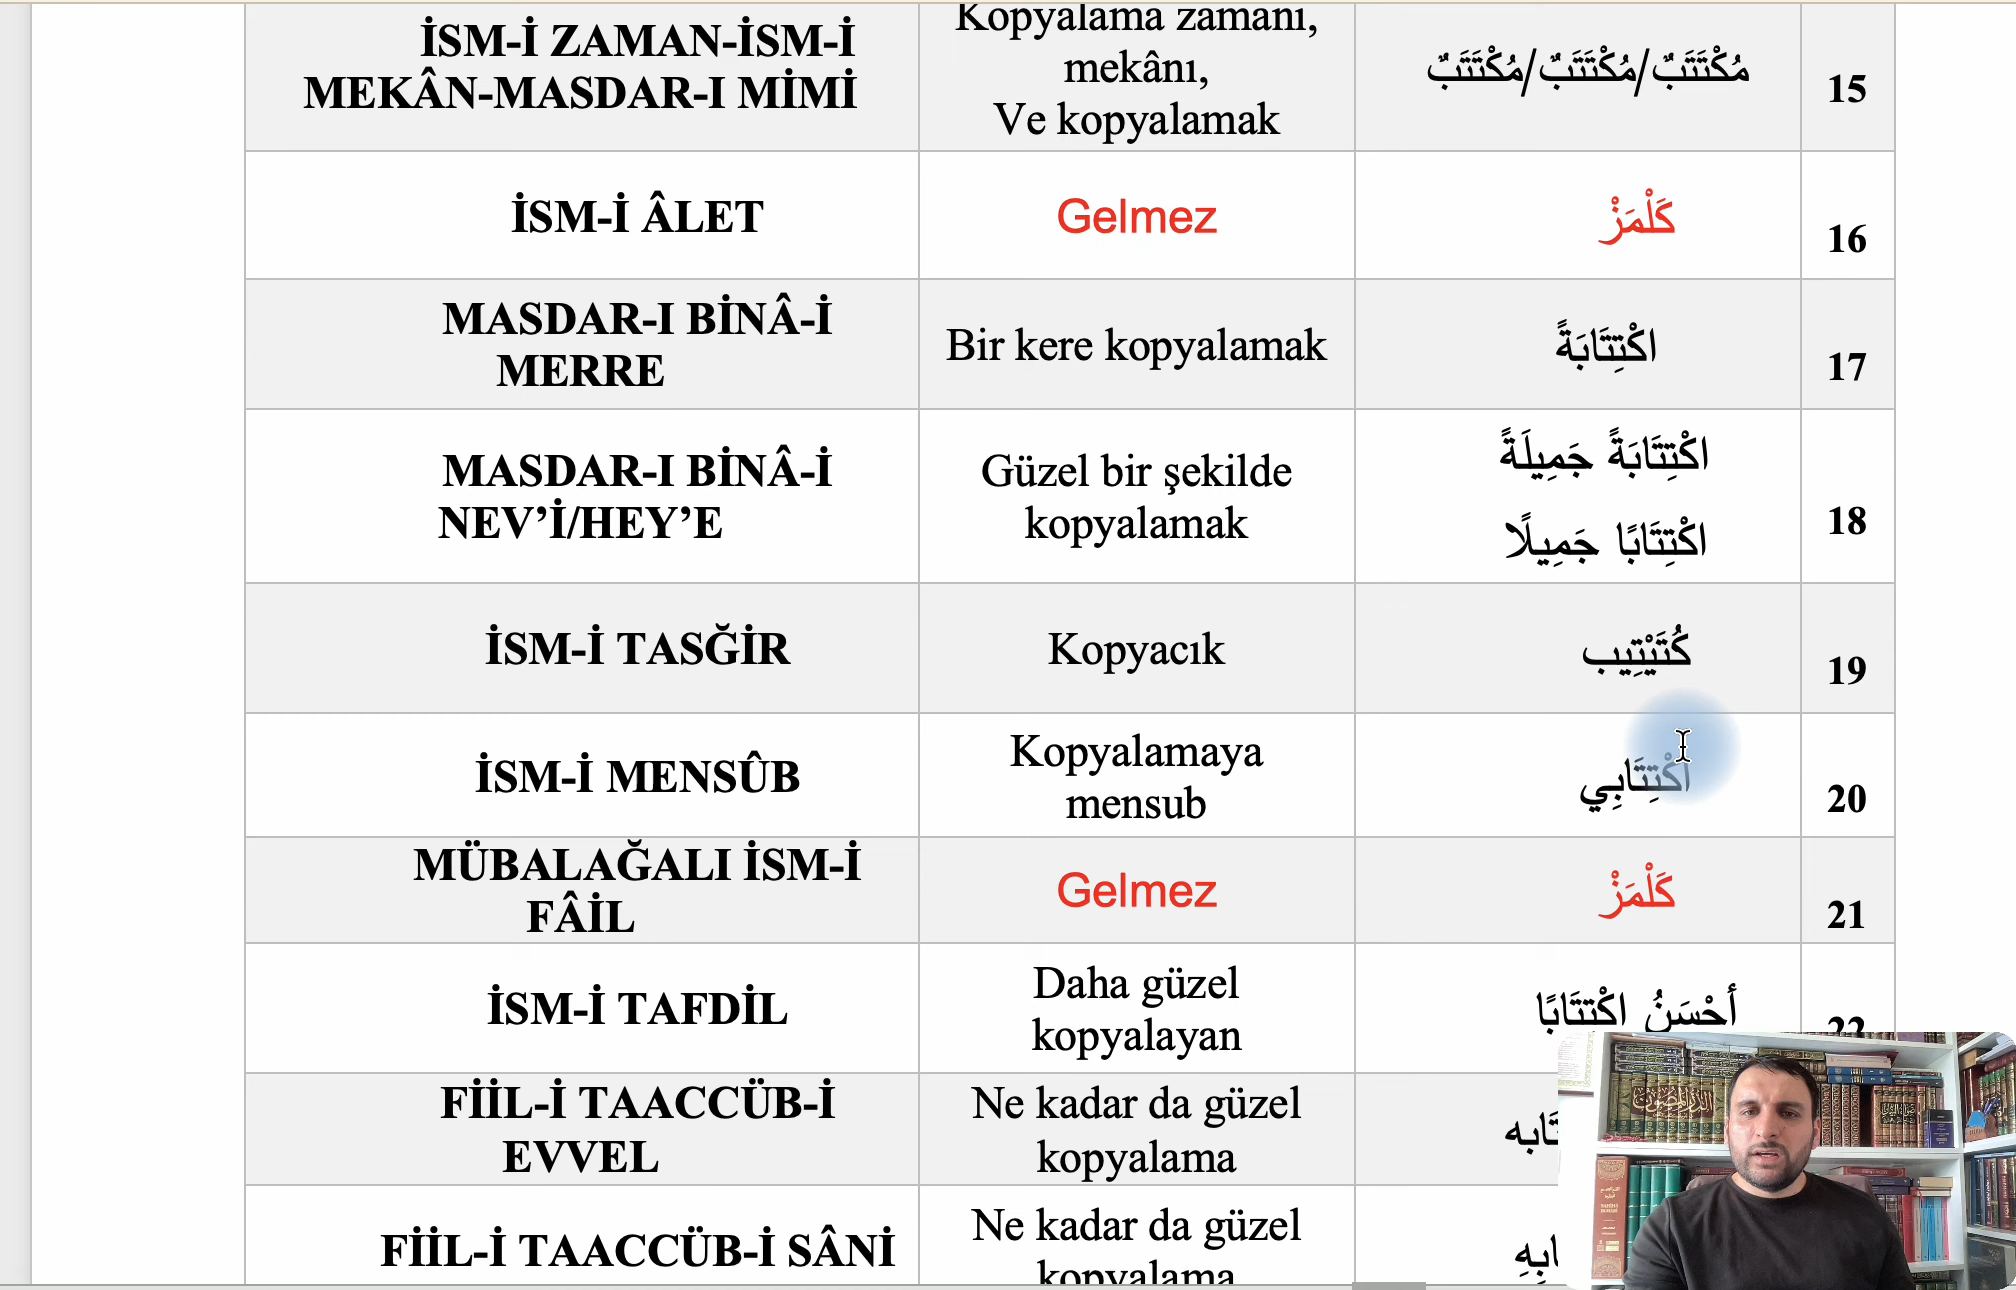 İSM-İ ZAMAN-İSM-İ
MEKÂN-MASDAR-I MİMİ
Kopyalama zamanı,
mekânı,
Ve kopyalamak
مُكْتَتَبٌ/مُكْتَتَبٌ/مُكْتَتَبٌ
15
İSM-İ ÂLET
Gelmez
كَلْمَزْ
16
MASDAR-I BİNÂ-İ
MERRE
Bir kere kopyalamak
اكْتِتَابَةً
17
MASDAR-I BİNÂ-İ
NEV’İ/HEY’E
Güzel bir şekilde
kopyalamak
اكْتِتَابَةً جَمِيلَةً
اكْتِتَابًا جَمِيلًا
18
İSM-İ TASĞİR
Kopyacık
كُتَيْتِيب
19
İSM-İ MENSÛB
Kopyalamaya
mensub
اكْتِتَابِي
20
MÜBALAĞALI İSM-İ
FÂİL
Gelmez
كَلْمَزْ
21
İSM-İ TAFDİL
Daha güzel
kopyalayan
أَحْسَنُ اكْتِتَابًا
22
FİİL-İ TAACCÜB-İ
EVVEL
Ne kadar da güzel
kopyalama
FİİL-İ TAACCÜB-İ SÂNİ
Ne kadar da güzel
kopyalama
الدر المصون